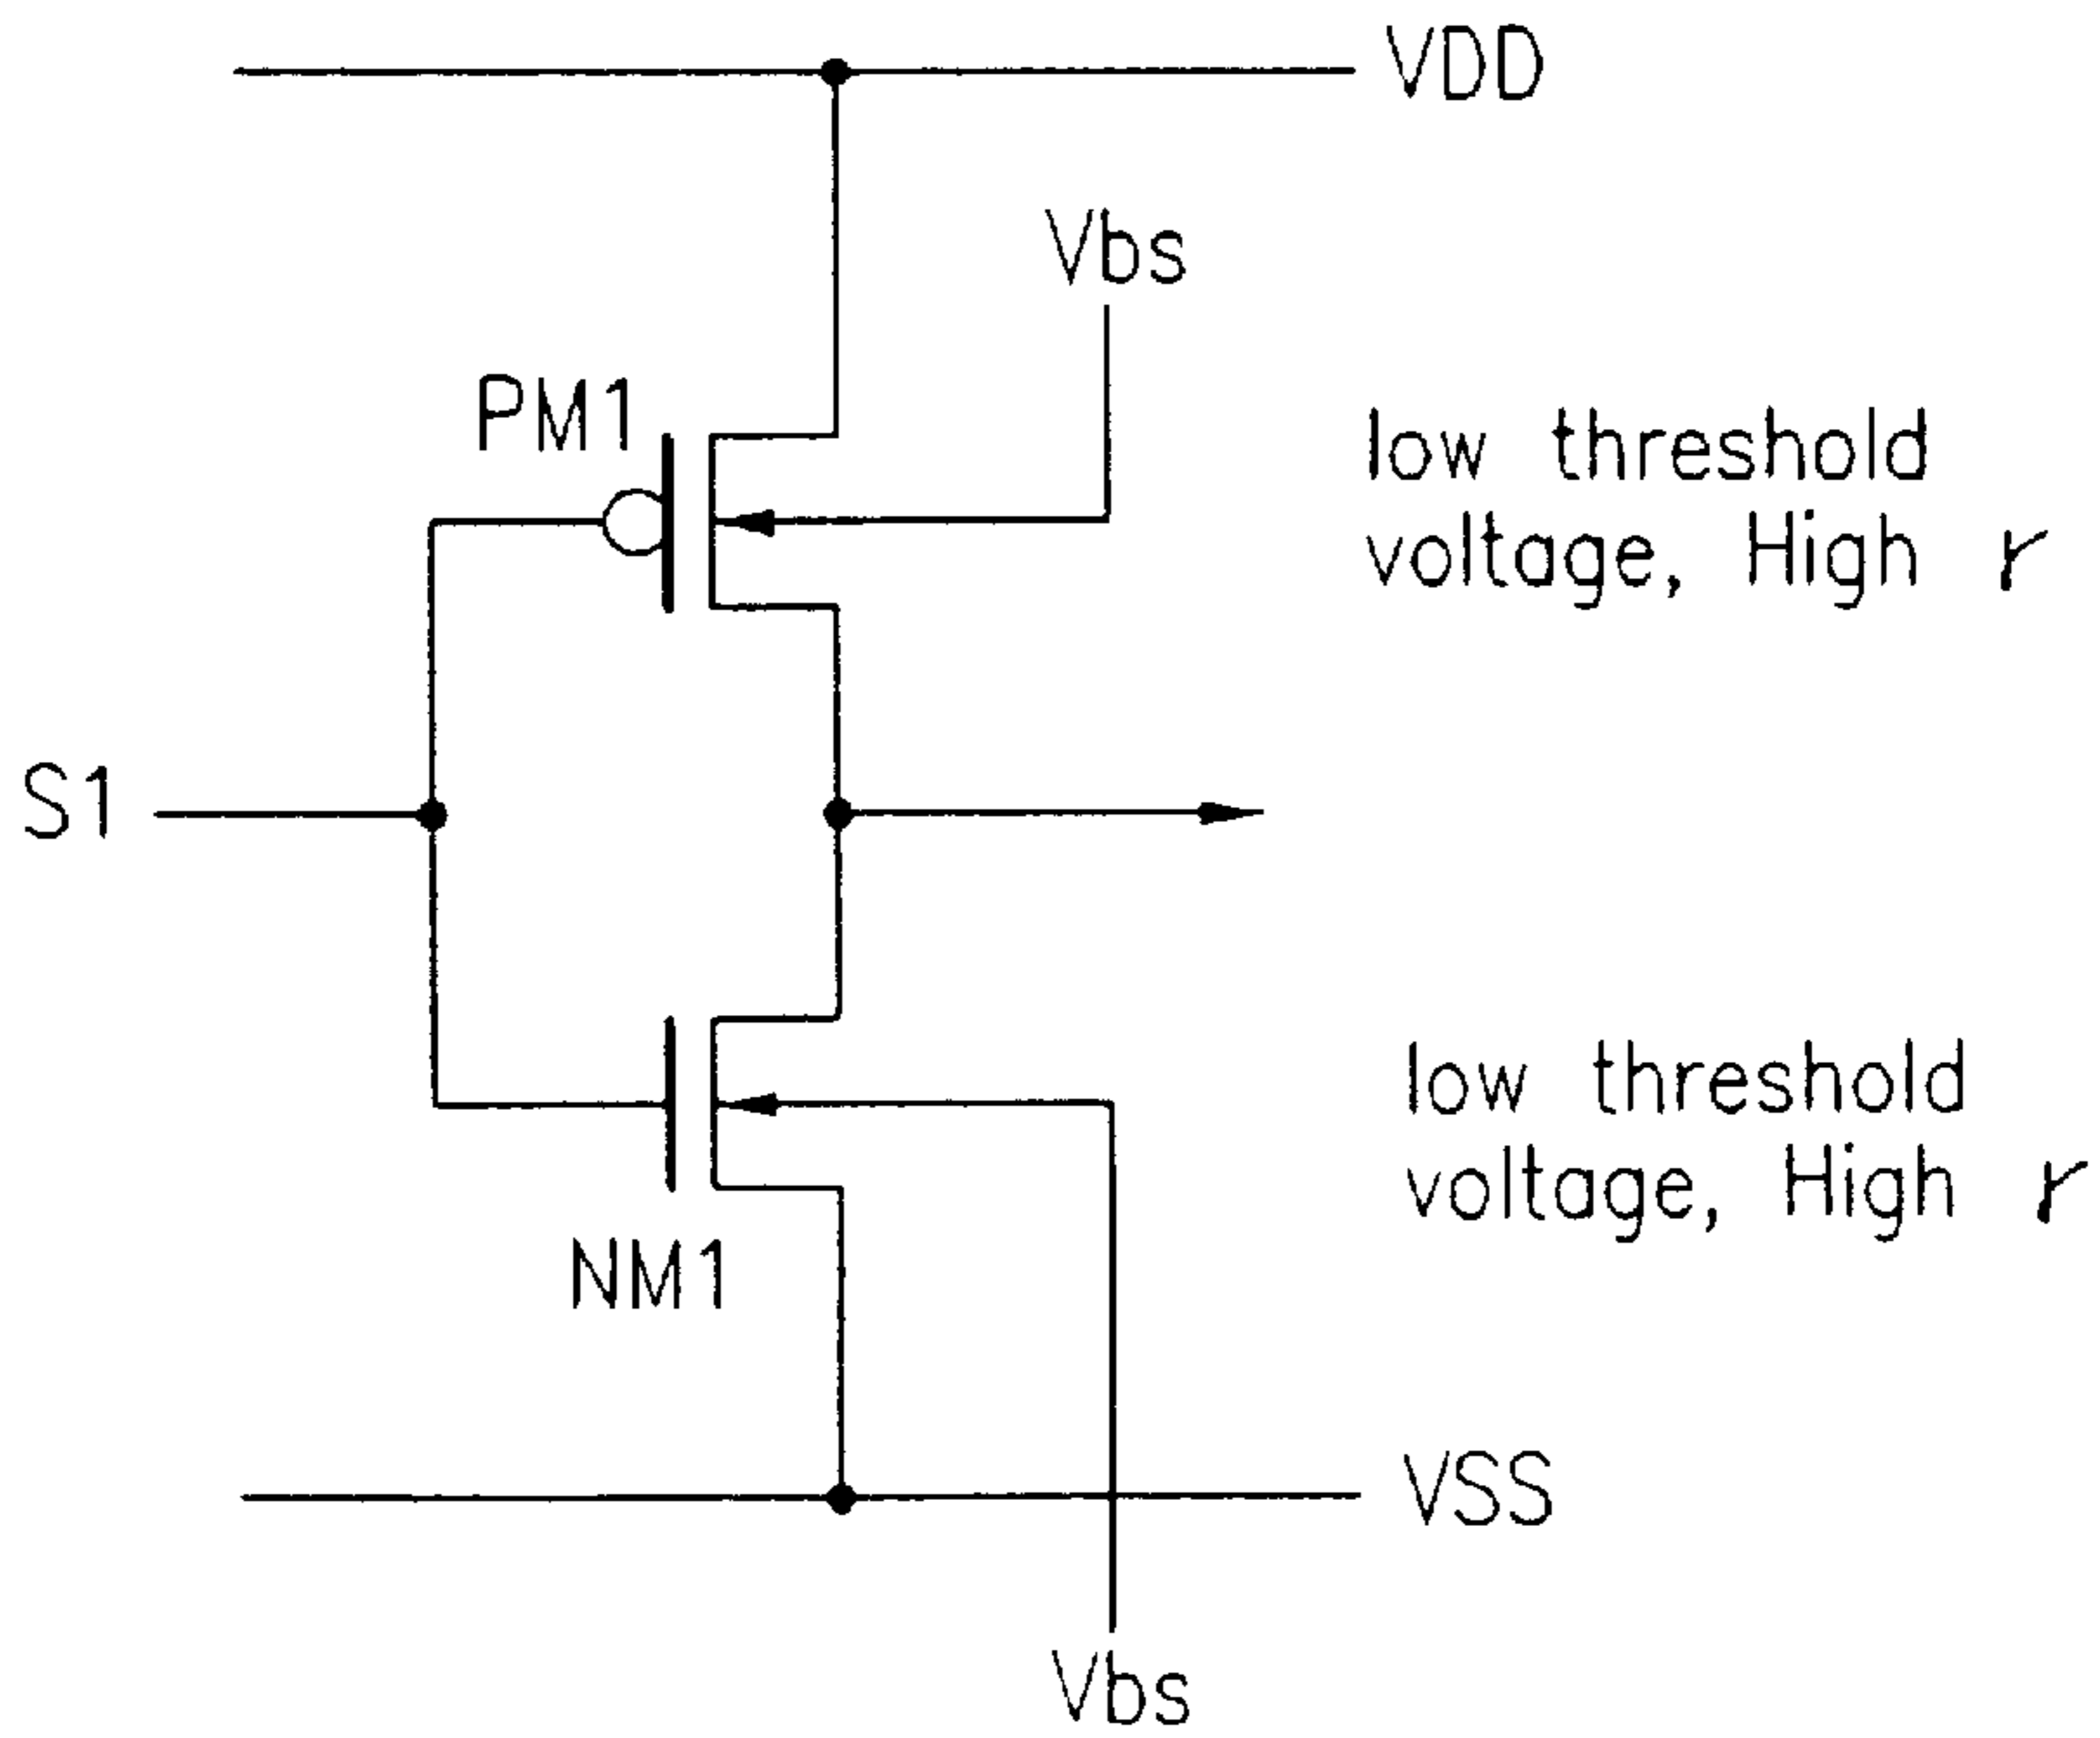 VDD
Vbs
PM1
low threshold
voltage, High r
S1
low threshold
voltage, High r
NM1
VSS
Vbs